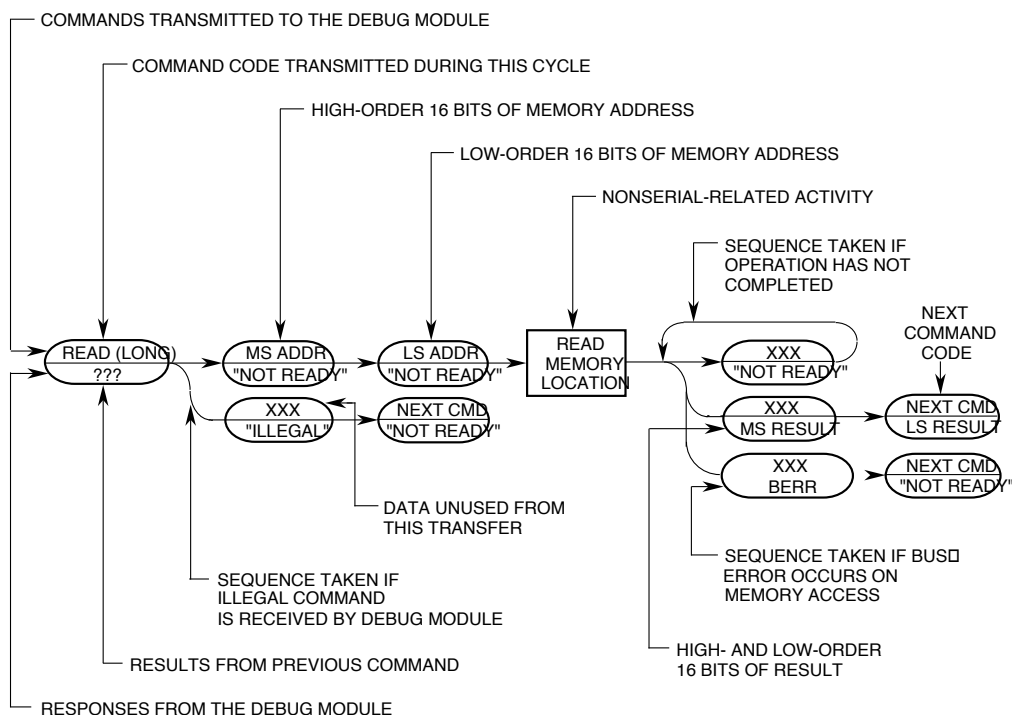 COMMANDS TRANSMITTED TO THE DEBUG MODULE
COMMAND CODE TRANSMITTED DURING THIS CYCLE
HIGH-ORDER 16 BITS OF MEMORY ADDRESS
LOW-ORDER 16 BITS OF MEMORY ADDRESS
NONSERIAL-RELATED ACTIVITY
SEQUENCE TAKEN IF
OPERATION HAS NOT
COMPLETED
NEXT
COMMAND
CODE
READ (LONG)
???
MS ADDR
"NOT READY"
LS ADDR
"NOT READY"
READ
MEMORY
LOCATION
XXX
"NOT READY"
XXX
"ILLEGAL"
NEXT CMD
"NOT READY"
XXX
MS RESULT
NEXT CMD
LS RESULT
XXX
BERR
NEXT CMD
"NOT READY"
DATA UNUSED FROM
THIS TRANSFER
SEQUENCE TAKEN IF BUS□
ERROR OCCURS ON
MEMORY ACCESS
SEQUENCE TAKEN IF
ILLEGAL COMMAND
IS RECEIVED BY DEBUG MODULE
HIGH- AND LOW-ORDER
16 BITS OF RESULT
RESULTS FROM PREVIOUS COMMAND
RESPONSES FROM THE DEBUG MODULE